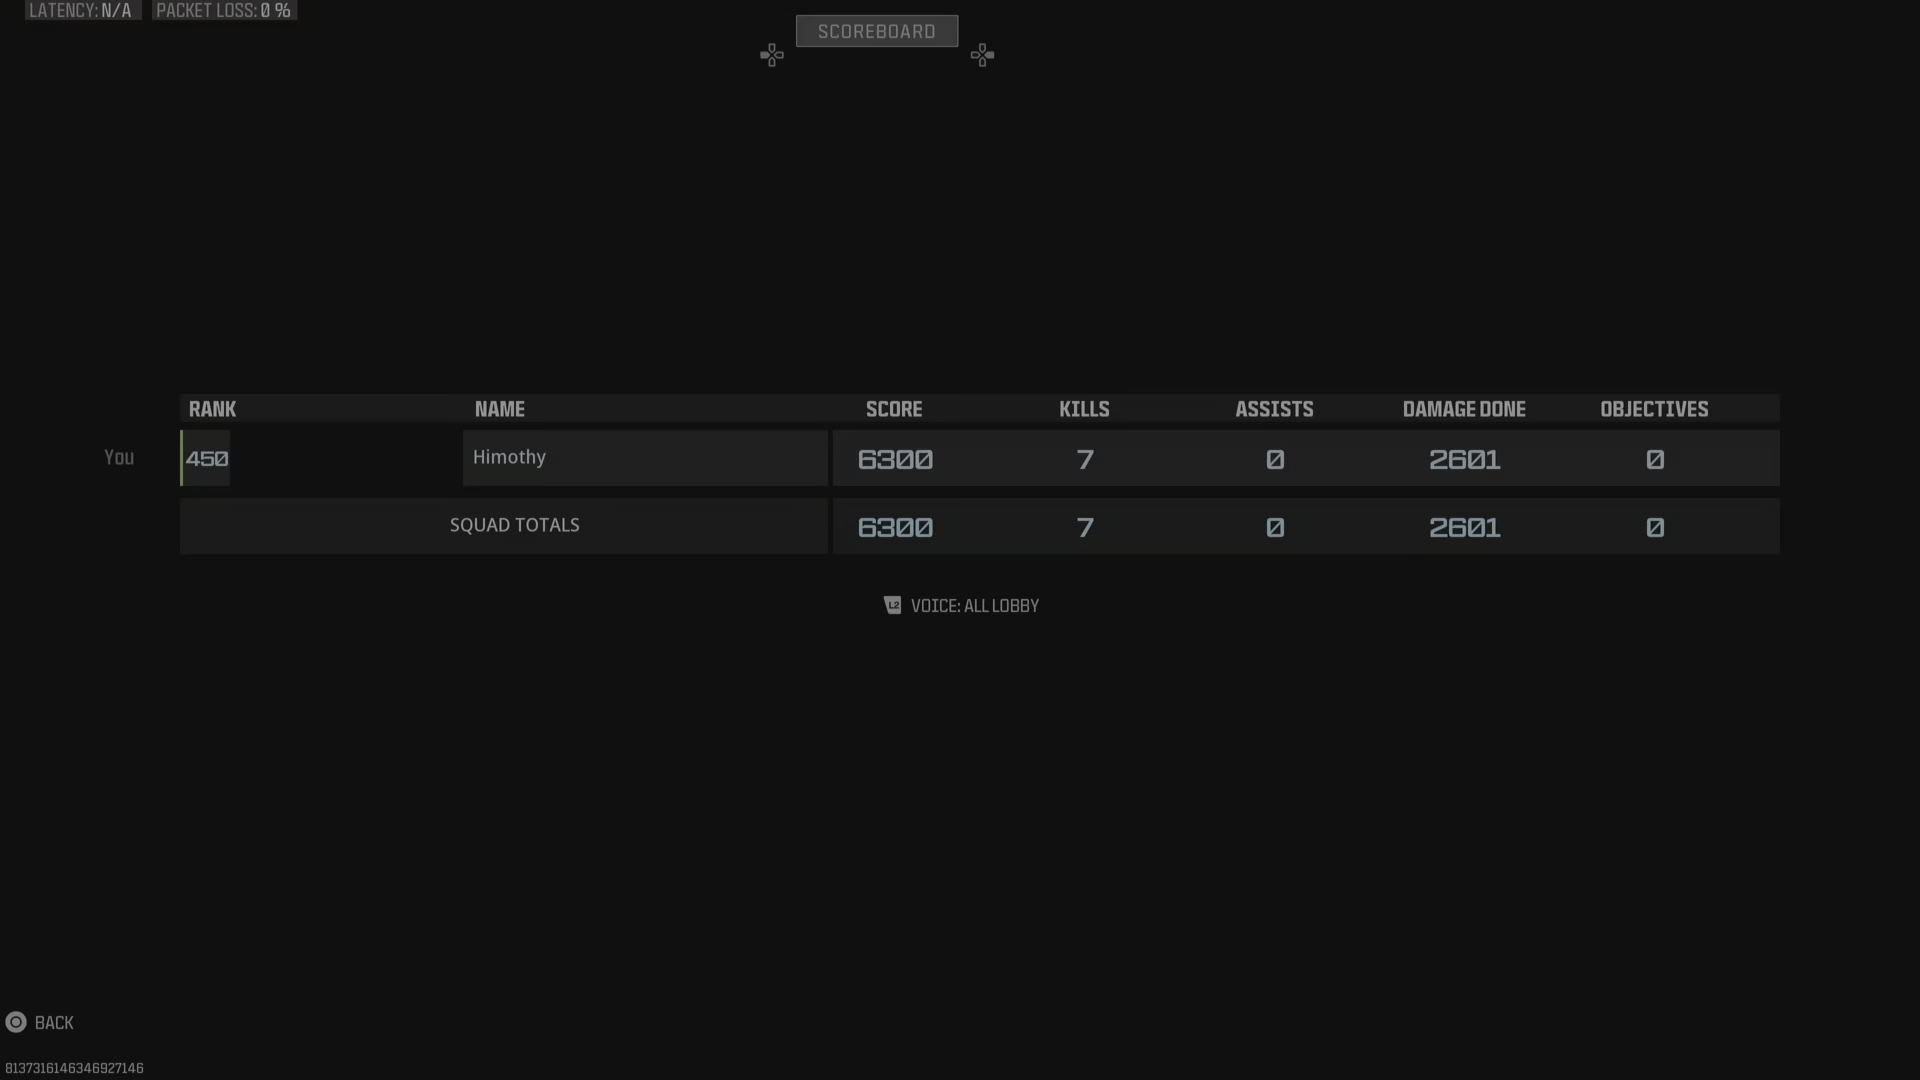 LATENCY: N/A PACKET LOSS: 0 %
SCOREBOARD
RANK NAME SCORE KILLS ASSISTS DAMAGE DONE OBJECTIVES
You 450 Himothy 6300 7 0 2601 0
SQUAD TOTALS 6300 7 0 2601 0
L2 VOICE: ALL LOBBY
BACK
8137316146346927146